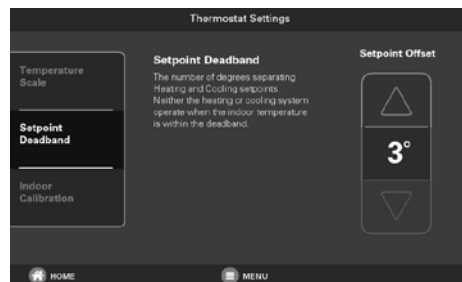 Thermostat Settings
Temperature
Scale
Setpoint
Deadband
Indoor
Calibration
Setpoint Deadband
The number of degrees separating
Heating and Cooling setpoints.
Neither the heating or cooling system
operate when the indoor temperature
is within the deadband.
Setpoint Offset
3°
HOME
MENU